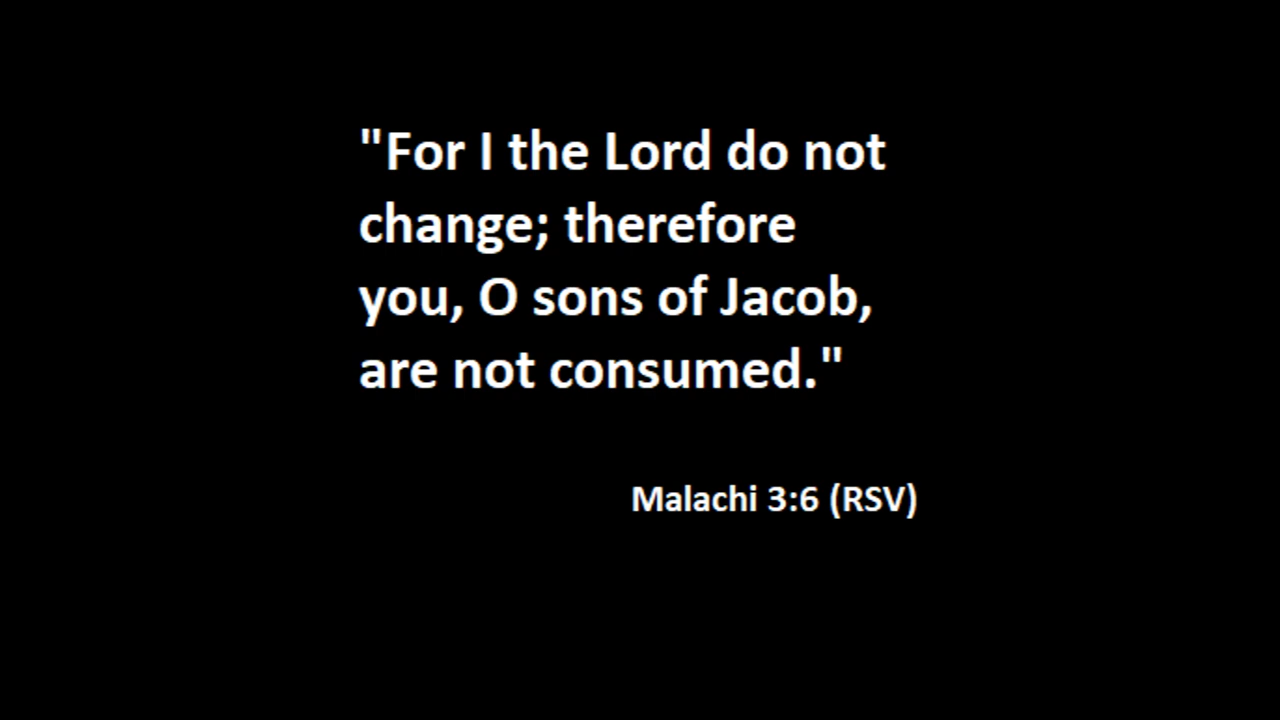 "For I the Lord do not
change; therefore
you, O sons of Jacob,
are not consumed."
Malachi 3:6 (RSV)